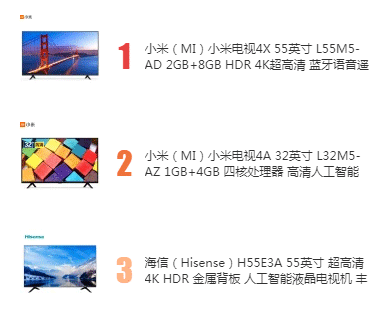 小米
1
小米（MI）小米电视4X 55英寸 L55M5-
AD 2GB+8GB HDR 4K超高清 蓝牙语音遥
小米
32
2
小米（MI）小米电视4A 32英寸 L32M5-
AZ 1GB+4GB 四核处理器 高清人工智能
Hisense
3
海信（Hisense）H55E3A 55英寸 超高清
4K HDR 金属背板 人工智能液晶电视机 丰